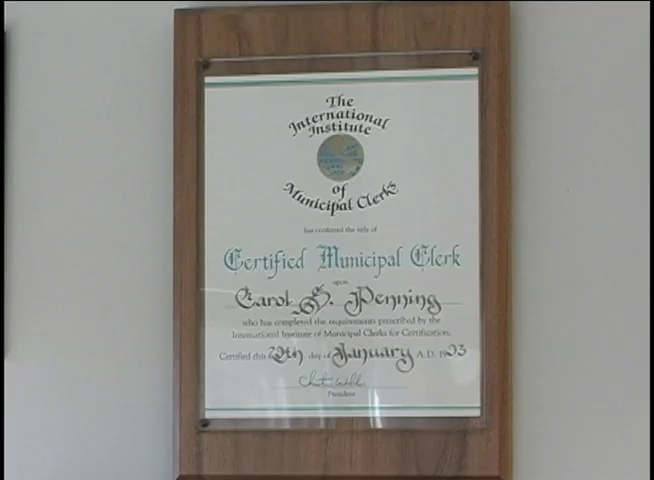 The
International
Institute
of
Municipal Clerks
has conferred the title of
Certified Municipal Clerk
upon
Carol S. Penning
who has completed the requirements prescribed by the
International Institute of Municipal Clerks for Certification.
Certified this 29th day of January A.D. 1993
President